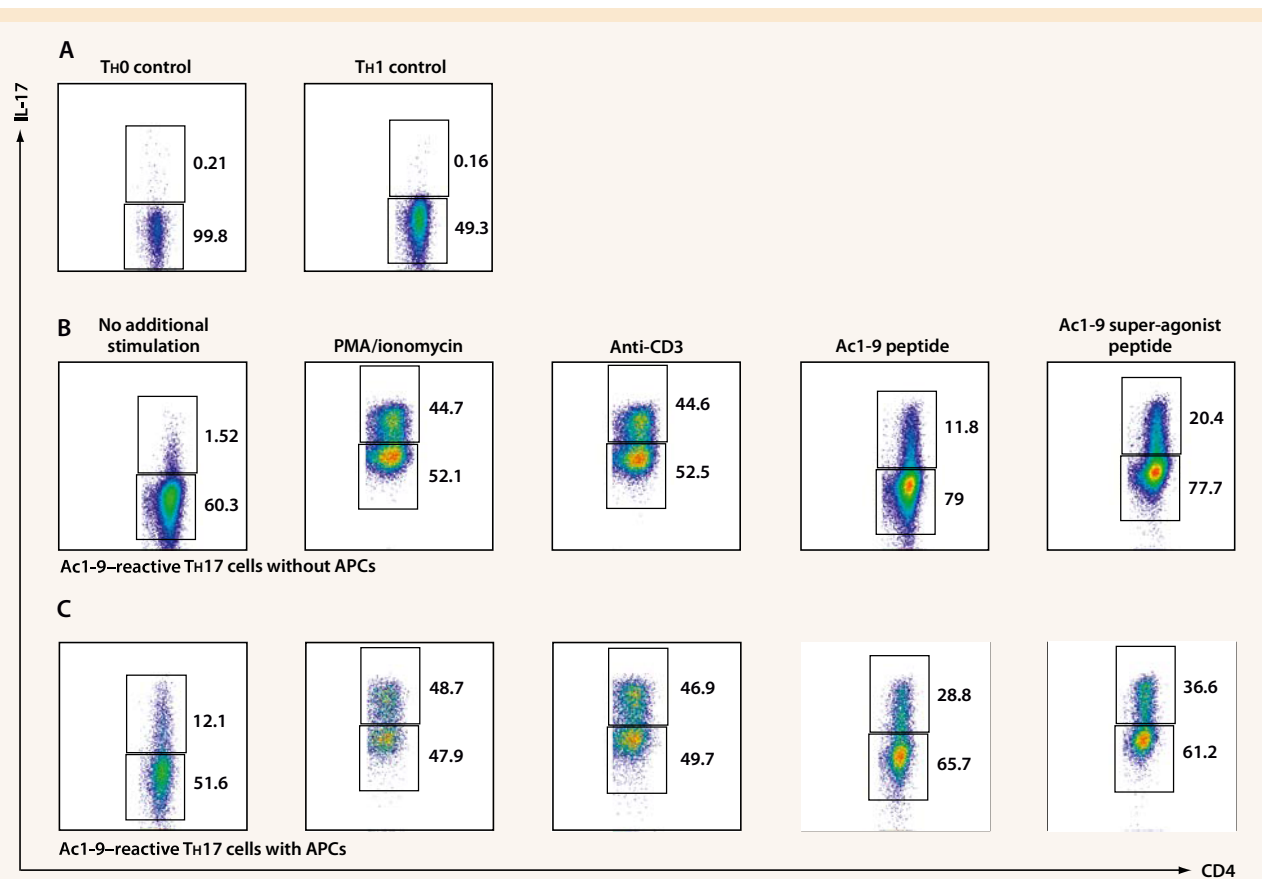 A
TH0 control
TH1 control
IL-17
0.21
99.8
0.16
49.3
B
No additional
stimulation
PMA/ionomycin
Anti-CD3
Ac1-9 peptide
Ac1-9 super-agonist
peptide
1.52
60.3
44.7
52.1
44.6
52.5
11.8
79
20.4
77.7
Ac1-9–reactive TH17 cells without APCs
C
12.1
51.6
48.7
47.9
46.9
49.7
28.8
65.7
36.6
61.2
Ac1-9–reactive TH17 cells with APCs
CD4